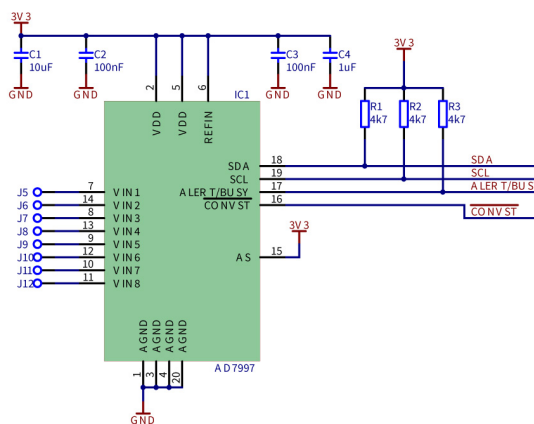 3V3
C1
10uF
C2
100nF
C3
100nF
C4
1uF
3V3
GND
GND
GND
GND
2
5
6
IC1
VDD
VDD
REFIN
R1
4k7
R2
4k7
R3
4k7
SDA
18
SDA
SCL
19
SCL
ALERT/BUSY
17
ALERT/BUS
CONVST
16
CONVST
J5
7
VIN1
J6
14
VIN2
J7
8
VIN3
J8
13
VIN4
J9
9
VIN5
J10
12
VIN6
J11
10
VIN7
J12
11
VIN8
3V3
AS
15
AGND
AGND
AGND
AGND
1
3
4
20
AD7997
GND